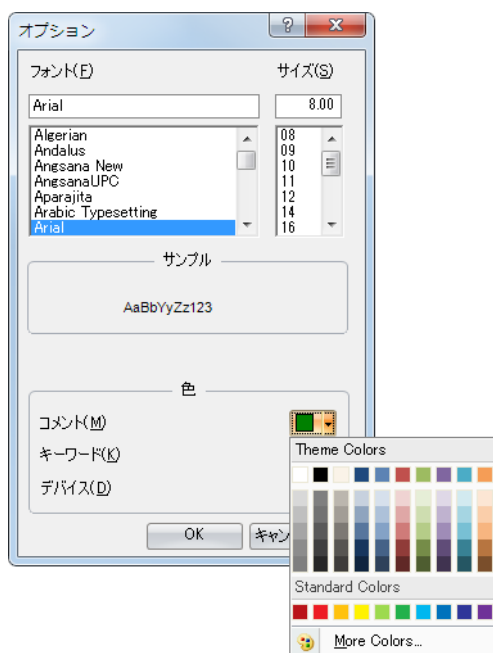 オプション
フォント(F) サイズ(S)
Arial 8.00
Algerian 08
Andalus 09
Angsana New 10
AngsanaUPC 11
Aparajita 12
Arabic Typesetting 14
Arial 16
サンプル
AaBbYyZz123
色
コメント(M)
キーワード(K)
デバイス(D)
OK キャン
Theme Colors
Standard Colors
More Colors...